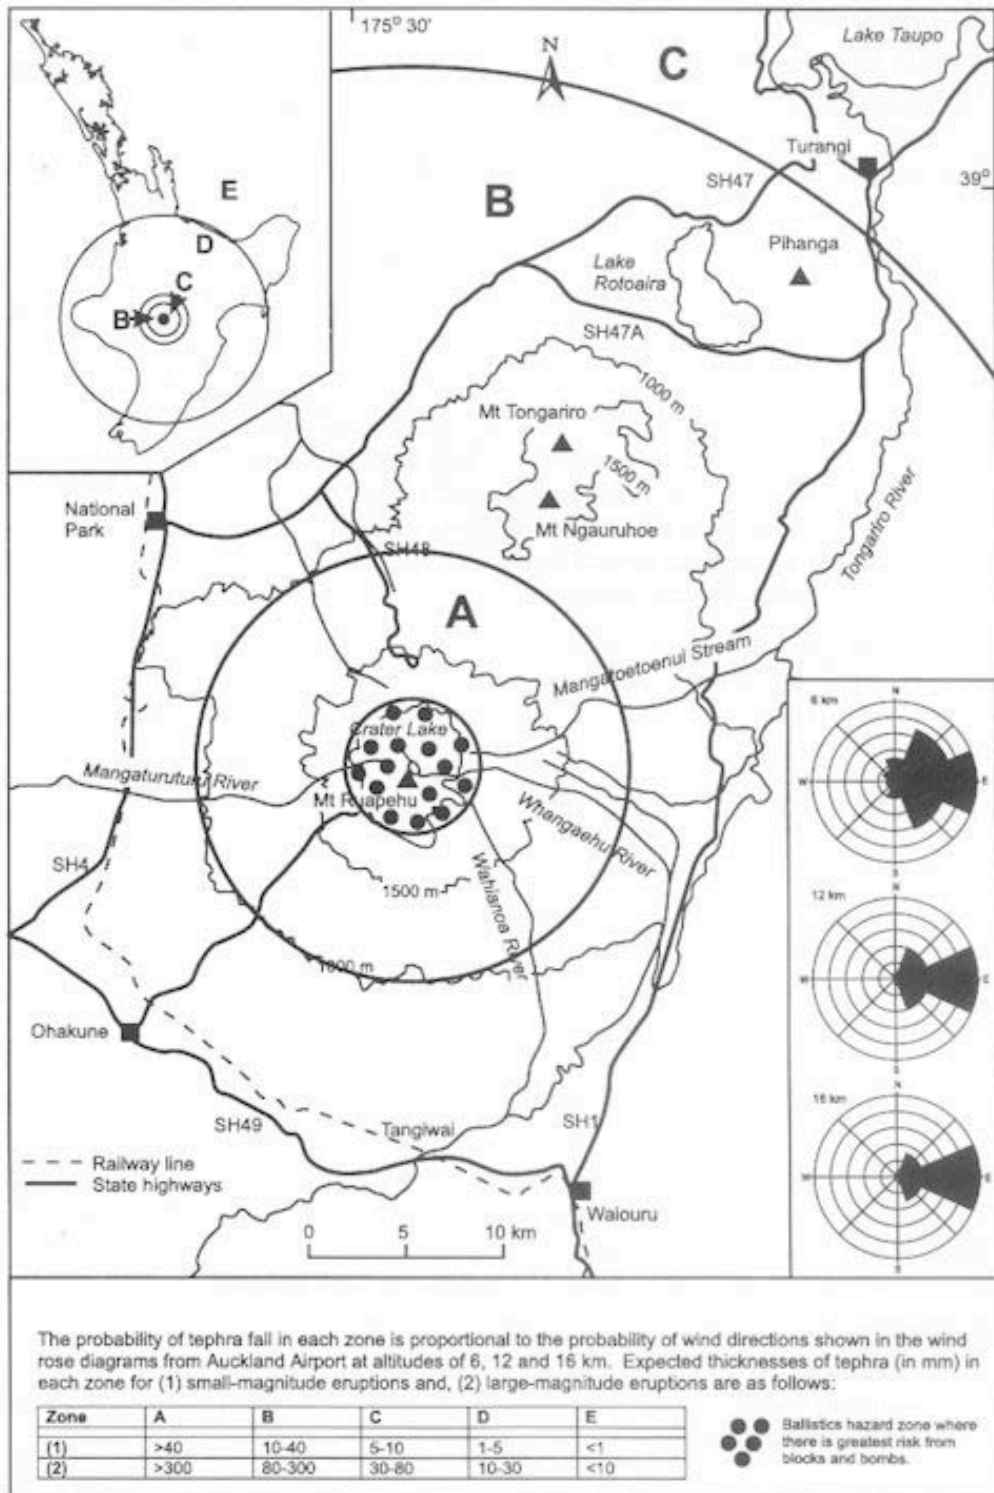 175° 30'
Lake Taupo
N
C
Turangi
39°
SH47
E
B
D
Pihanga
C
Lake
Rotoaira
B
SH47A
1000 m
Mt Tongariro
1500 m
National
Park
Mt Ngauruhoe
Tongariro River
SH48
A
Mangatoetoenui Stream
6 km
N
W
E
S
Crater Lake
Mangaturuturu River
Mt Ruapehu
Whangaehu River
SH4
1500 m
Wahianoa River
12 km
N
W
E
S
1000 m
Ohakune
16 km
N
W
E
S
SH49
Tangiwai
SH1
Railway line
State highways
Waiouru
0 5 10 km
The probability of tephra fall in each zone is proportional to the probability of wind directions shown in the wind
rose diagrams from Auckland Airport at altitudes of 6, 12 and 16 km. Expected thicknesses of tephra (in mm) in
each zone for (1) small-magnitude eruptions and, (2) large-magnitude eruptions are as follows:
Zone A B C D E
(1) >40 10-40 5-10 1-5 <1
(2) >300 80-300 30-80 10-30 <10
Ballistics hazard zone where
there is greatest risk from
blocks and bombs.